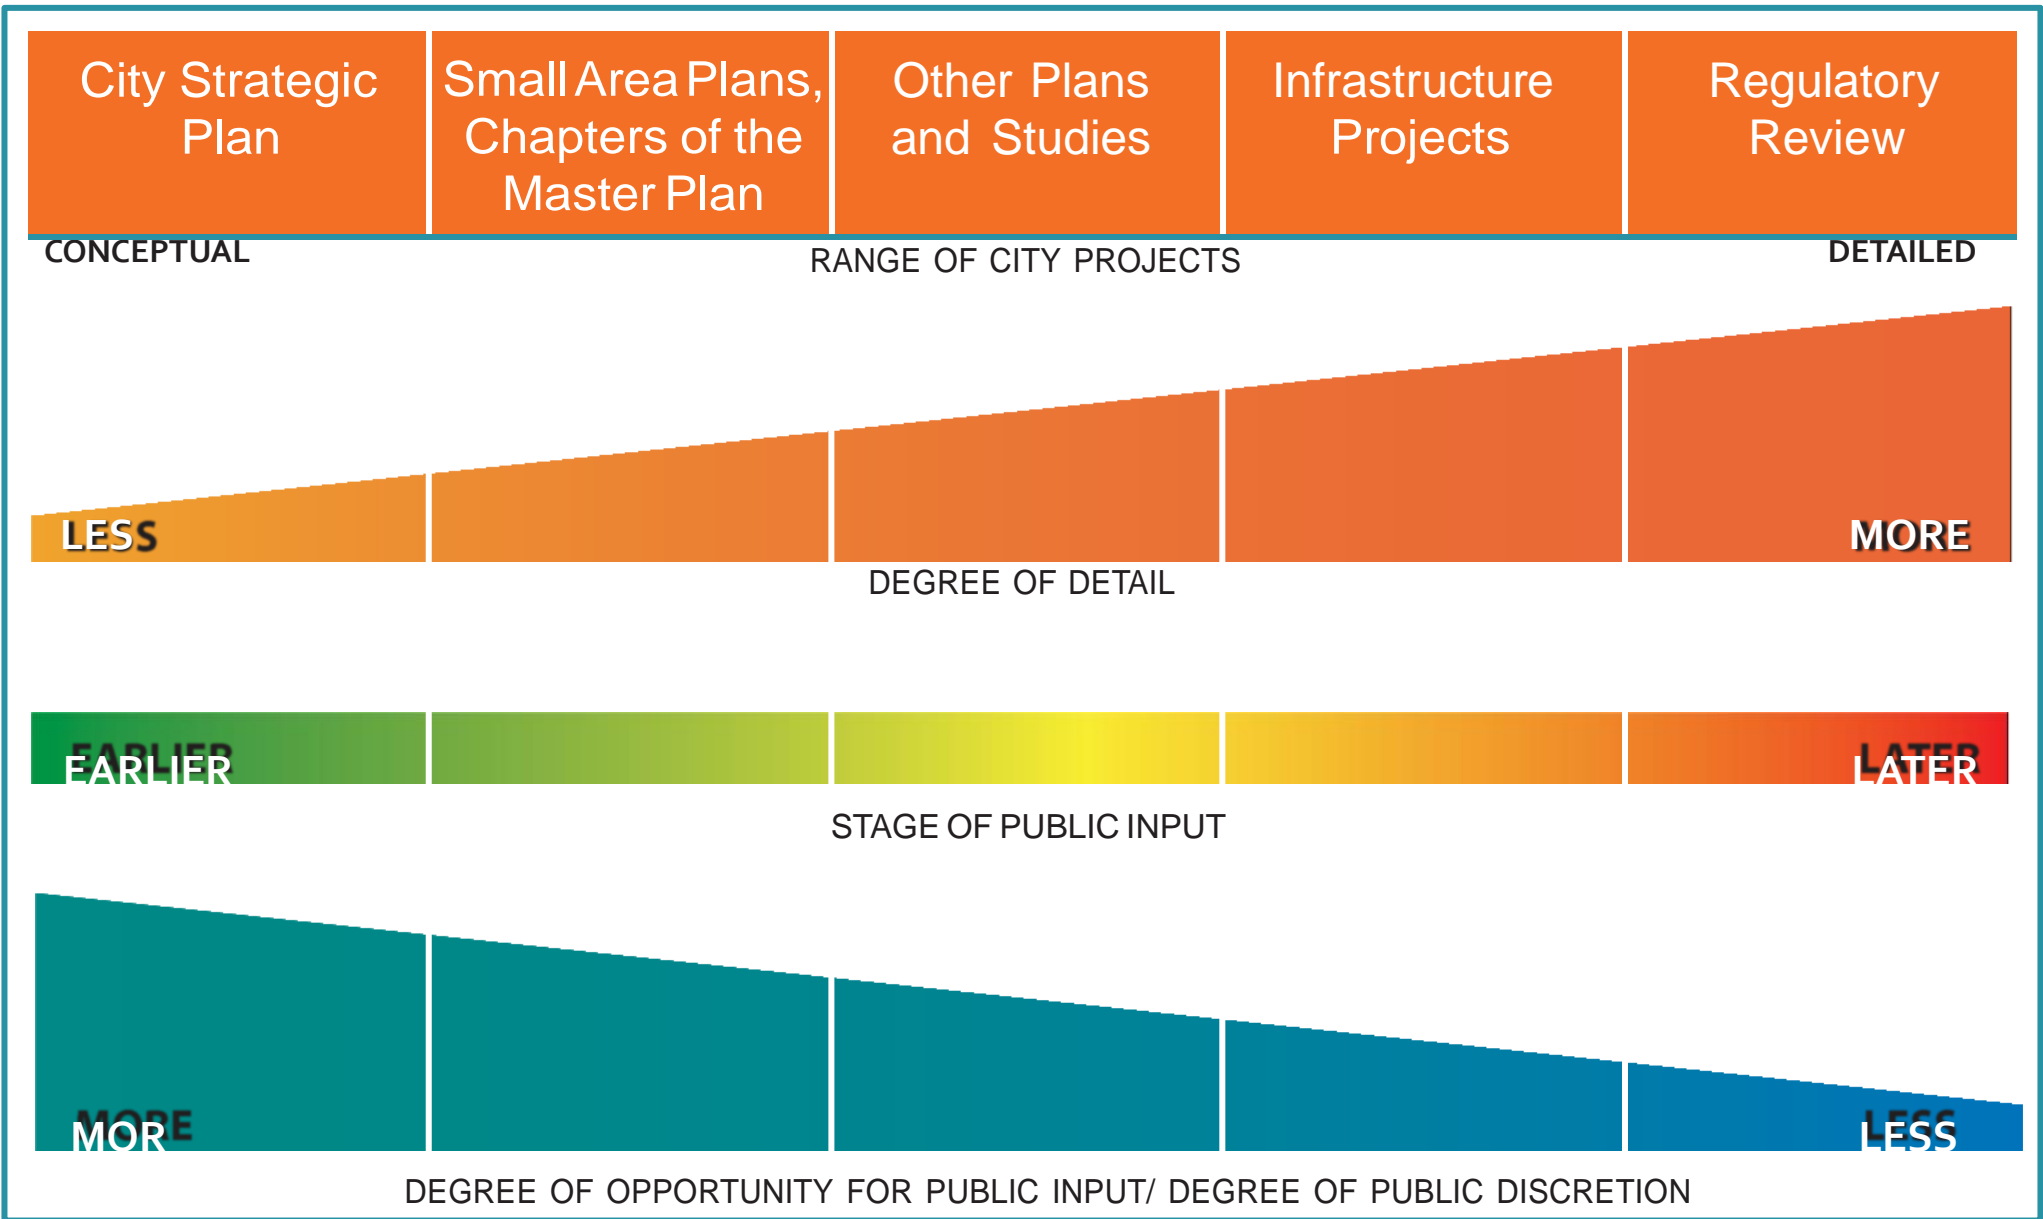 City Strategic
Plan
Small Area Plans,
Chapters of the
Master Plan
Other Plans
and Studies
Infrastructure
Projects
Regulatory
Review
CONCEPTUAL
RANGE OF CITY PROJECTS
DETAILED
LESS
MORE
DEGREE OF DETAIL
EARLIER
LATER
STAGE OF PUBLIC INPUT
MORE
LESS
DEGREE OF OPPORTUNITY FOR PUBLIC INPUT/ DEGREE OF PUBLIC DISCRETION